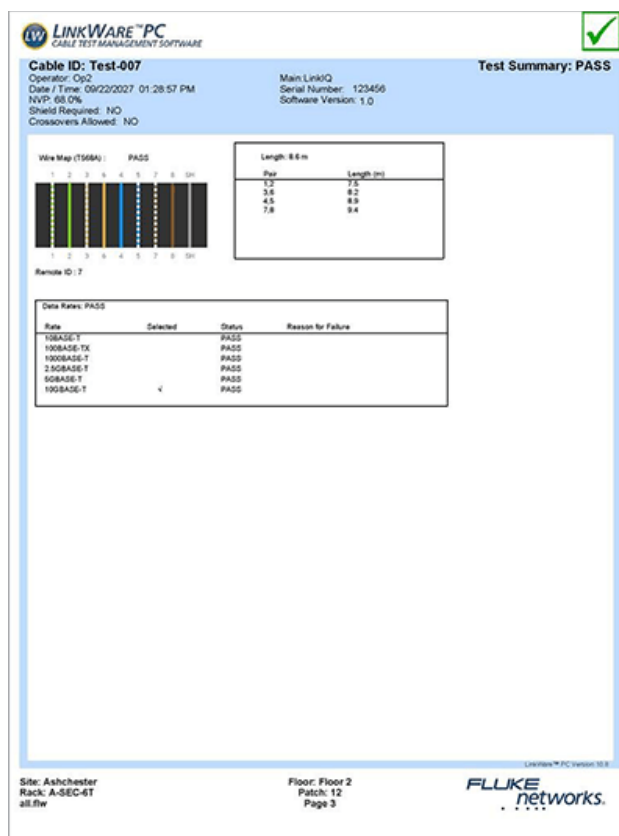 LW LINKWARE™PC
CABLE TEST MANAGEMENT SOFTWARE
Cable ID: Test-007
Test Summary: PASS
Operator: Op2
Date / Time: 09/22/2027 01:28:57 PM
NVP: 68.0%
Shield Required: NO
Crossovers Allowed: NO
Main:LinkIQ
Serial Number: 123456
Software Version: 1.0
Wire Map (T568A) : PASS
1 2 3 6 4 5 7 8 SH
1 2 3 6 4 5 7 8 SH
Remote ID : 7
Length: 8.6 m
Pair Length (m)
1,2 7.5
3,6 8.2
4,5 8.9
7,8 9.4
Data Rates: PASS
Rate Selected Status Reason for Failure
10BASE-T PASS
100BASE-TX PASS
1000BASE-T PASS
2.5GBASE-T PASS
5GBASE-T PASS
10GBASE-T √ PASS
LinkWare™ PC Version 10.8
Site: Ashchester
Rack: A-SEC-6T
all.flw
Floor: Floor 2
Patch: 12
Page 3
FLUKE
networks.